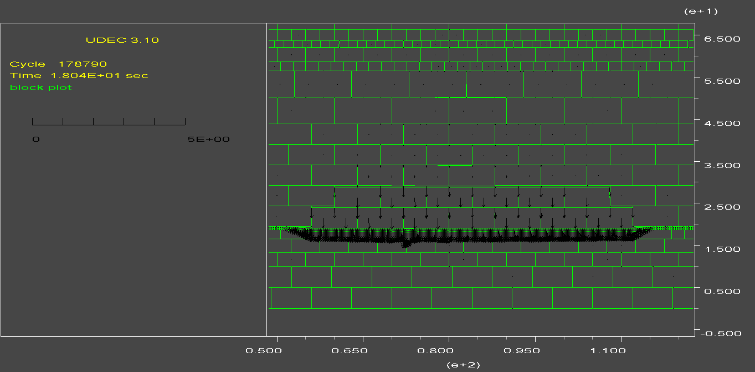 (e+1)
UDEC 3.10
Cycle 178790
Time 1.804E+01 sec
block plot
0 5E+00
6.500
5.500
4.500
3.500
2.500
1.500
0.500
-0.500
0.500 0.650 0.800 0.950 1.100
(e+2)